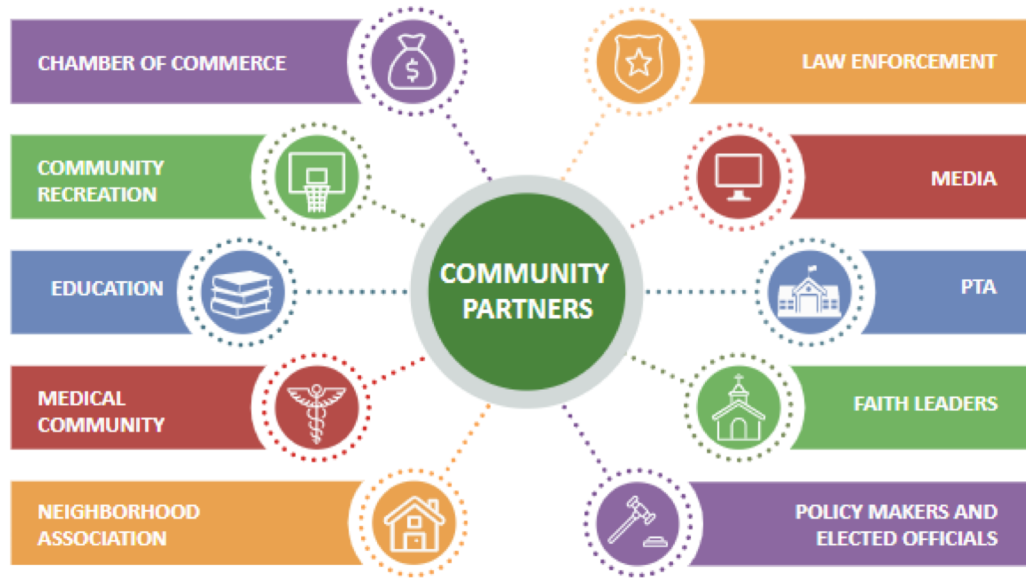 CHAMBER OF COMMERCE
$
LAW ENFORCEMENT
COMMUNITY
RECREATION
MEDIA
EDUCATION
COMMUNITY
PARTNERS
PTA
MEDICAL
COMMUNITY
FAITH LEADERS
NEIGHBORHOOD
ASSOCIATION
POLICY MAKERS AND
ELECTED OFFICIALS